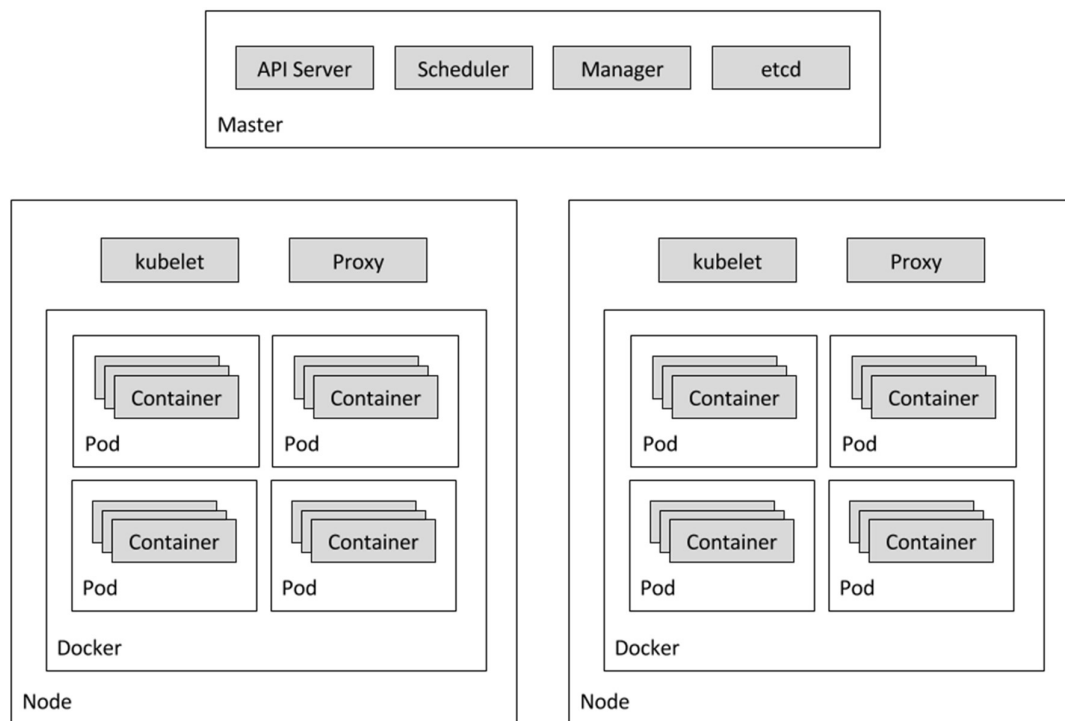 API Server Scheduler Manager etcd
Master
kubelet Proxy
Container Container
Pod Pod
Container Container
Pod Pod
Docker
Node
kubelet Proxy
Container Container
Pod Pod
Container Container
Pod Pod
Docker
Node